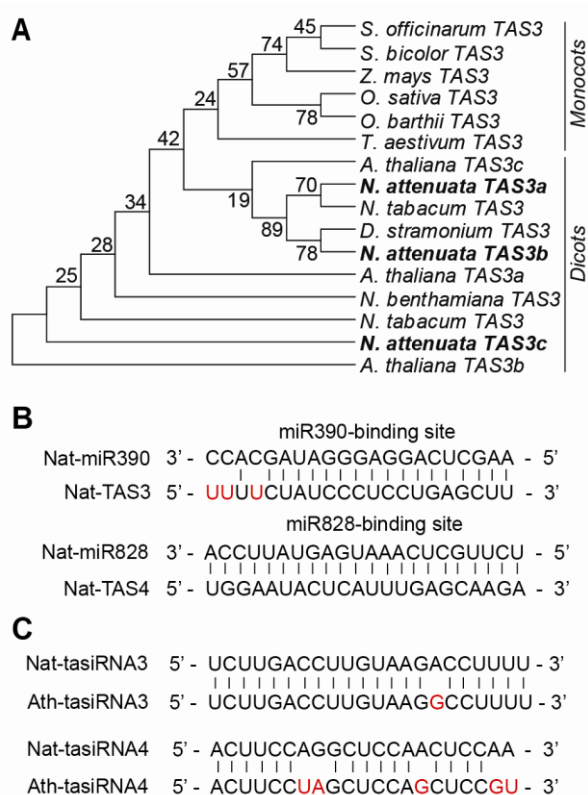 A
45
S. officinarum TAS3
74
S. bicolor TAS3
57
Z. mays TAS3
24
O. sativa TAS3
78
O. barthii TAS3
42
T. aestivum TAS3
Monocots
A. thaliana TAS3c
19
70
N. attenuata TAS3a
34
N. tabacum TAS3
89
D. stramonium TAS3
28
78
N. attenuata TAS3b
25
A. thaliana TAS3a
N. benthamiana TAS3
N. tabacum TAS3
N. attenuata TAS3c
A. thaliana TAS3b
Dicots
B
miR390-binding site
Nat-miR390 3' - CCACGAUAGGGAGGACUCGAA - 5'
Nat-TAS3 5' - UUUUCUAUCCCUCCUGAGCUU - 3'
miR828-binding site
Nat-miR828 3' - ACCUUAUGAGUAAACUCGUUCU - 5'
Nat-TAS4 5' - UGGAAUACUCAUUUGAGCAAGA - 3'
C
Nat-tasiRNA3 5' - UCUUGACCUUGUAAGACCUUUU - 3'
Ath-tasiRNA3 5' - UCUUGACCUUGUAAGGCCUUUU - 3'
Nat-tasiRNA4 5' - ACUUCCAGGCUCCAACUCCAA - 3'
Ath-tasiRNA4 5' - ACUUCCUAGCUCCAGCUCCGU - 3'